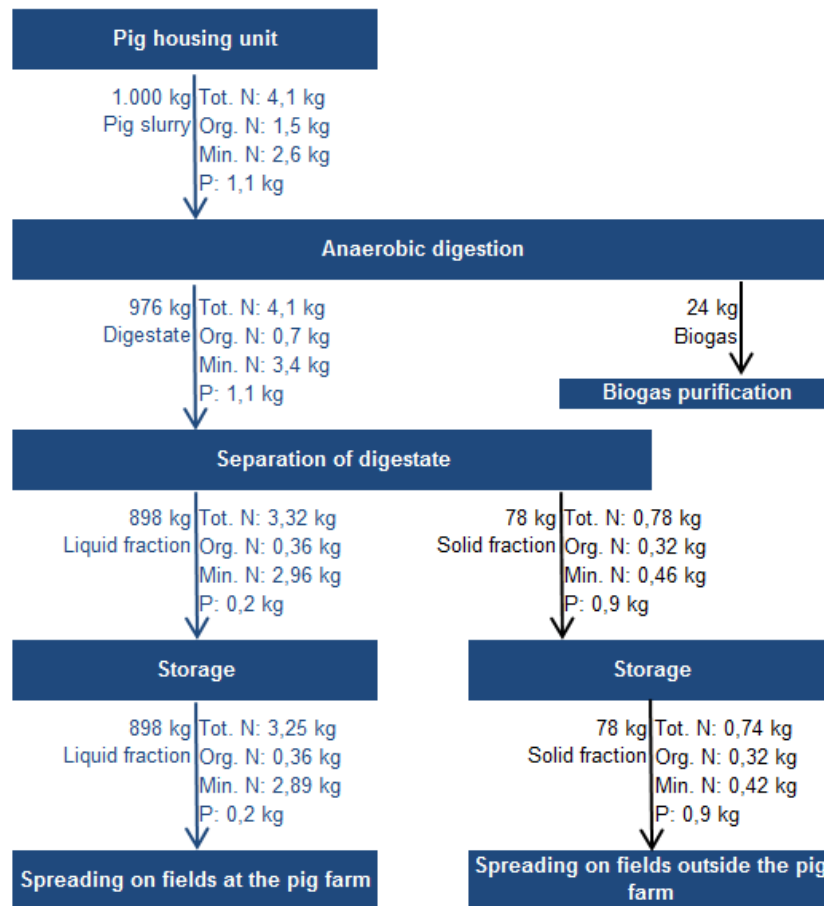 Pig housing unit
1.000 kg Tot. N: 4,1 kg
Pig slurry Org. N: 1,5 kg
Min. N: 2,6 kg
P: 1,1 kg
Anaerobic digestion
976 kg Tot. N: 4,1 kg
Digestate Org. N: 0,7 kg
Min. N: 3,4 kg
P: 1,1 kg
24 kg
Biogas
Biogas purification
Separation of digestate
898 kg Tot. N: 3,32 kg
Liquid fraction Org. N: 0,36 kg
Min. N: 2,96 kg
P: 0,2 kg
78 kg Tot. N: 0,78 kg
Solid fraction Org. N: 0,32 kg
Min. N: 0,46 kg
P: 0,9 kg
Storage
Storage
898 kg Tot. N: 3,25 kg
Liquid fraction Org. N: 0,36 kg
Min. N: 2,89 kg
P: 0,2 kg
78 kg Tot. N: 0,74 kg
Solid fraction Org. N: 0,32 kg
Min. N: 0,42 kg
P: 0,9 kg
Spreading on fields at the pig farm
Spreading on fields outside the pig
farm